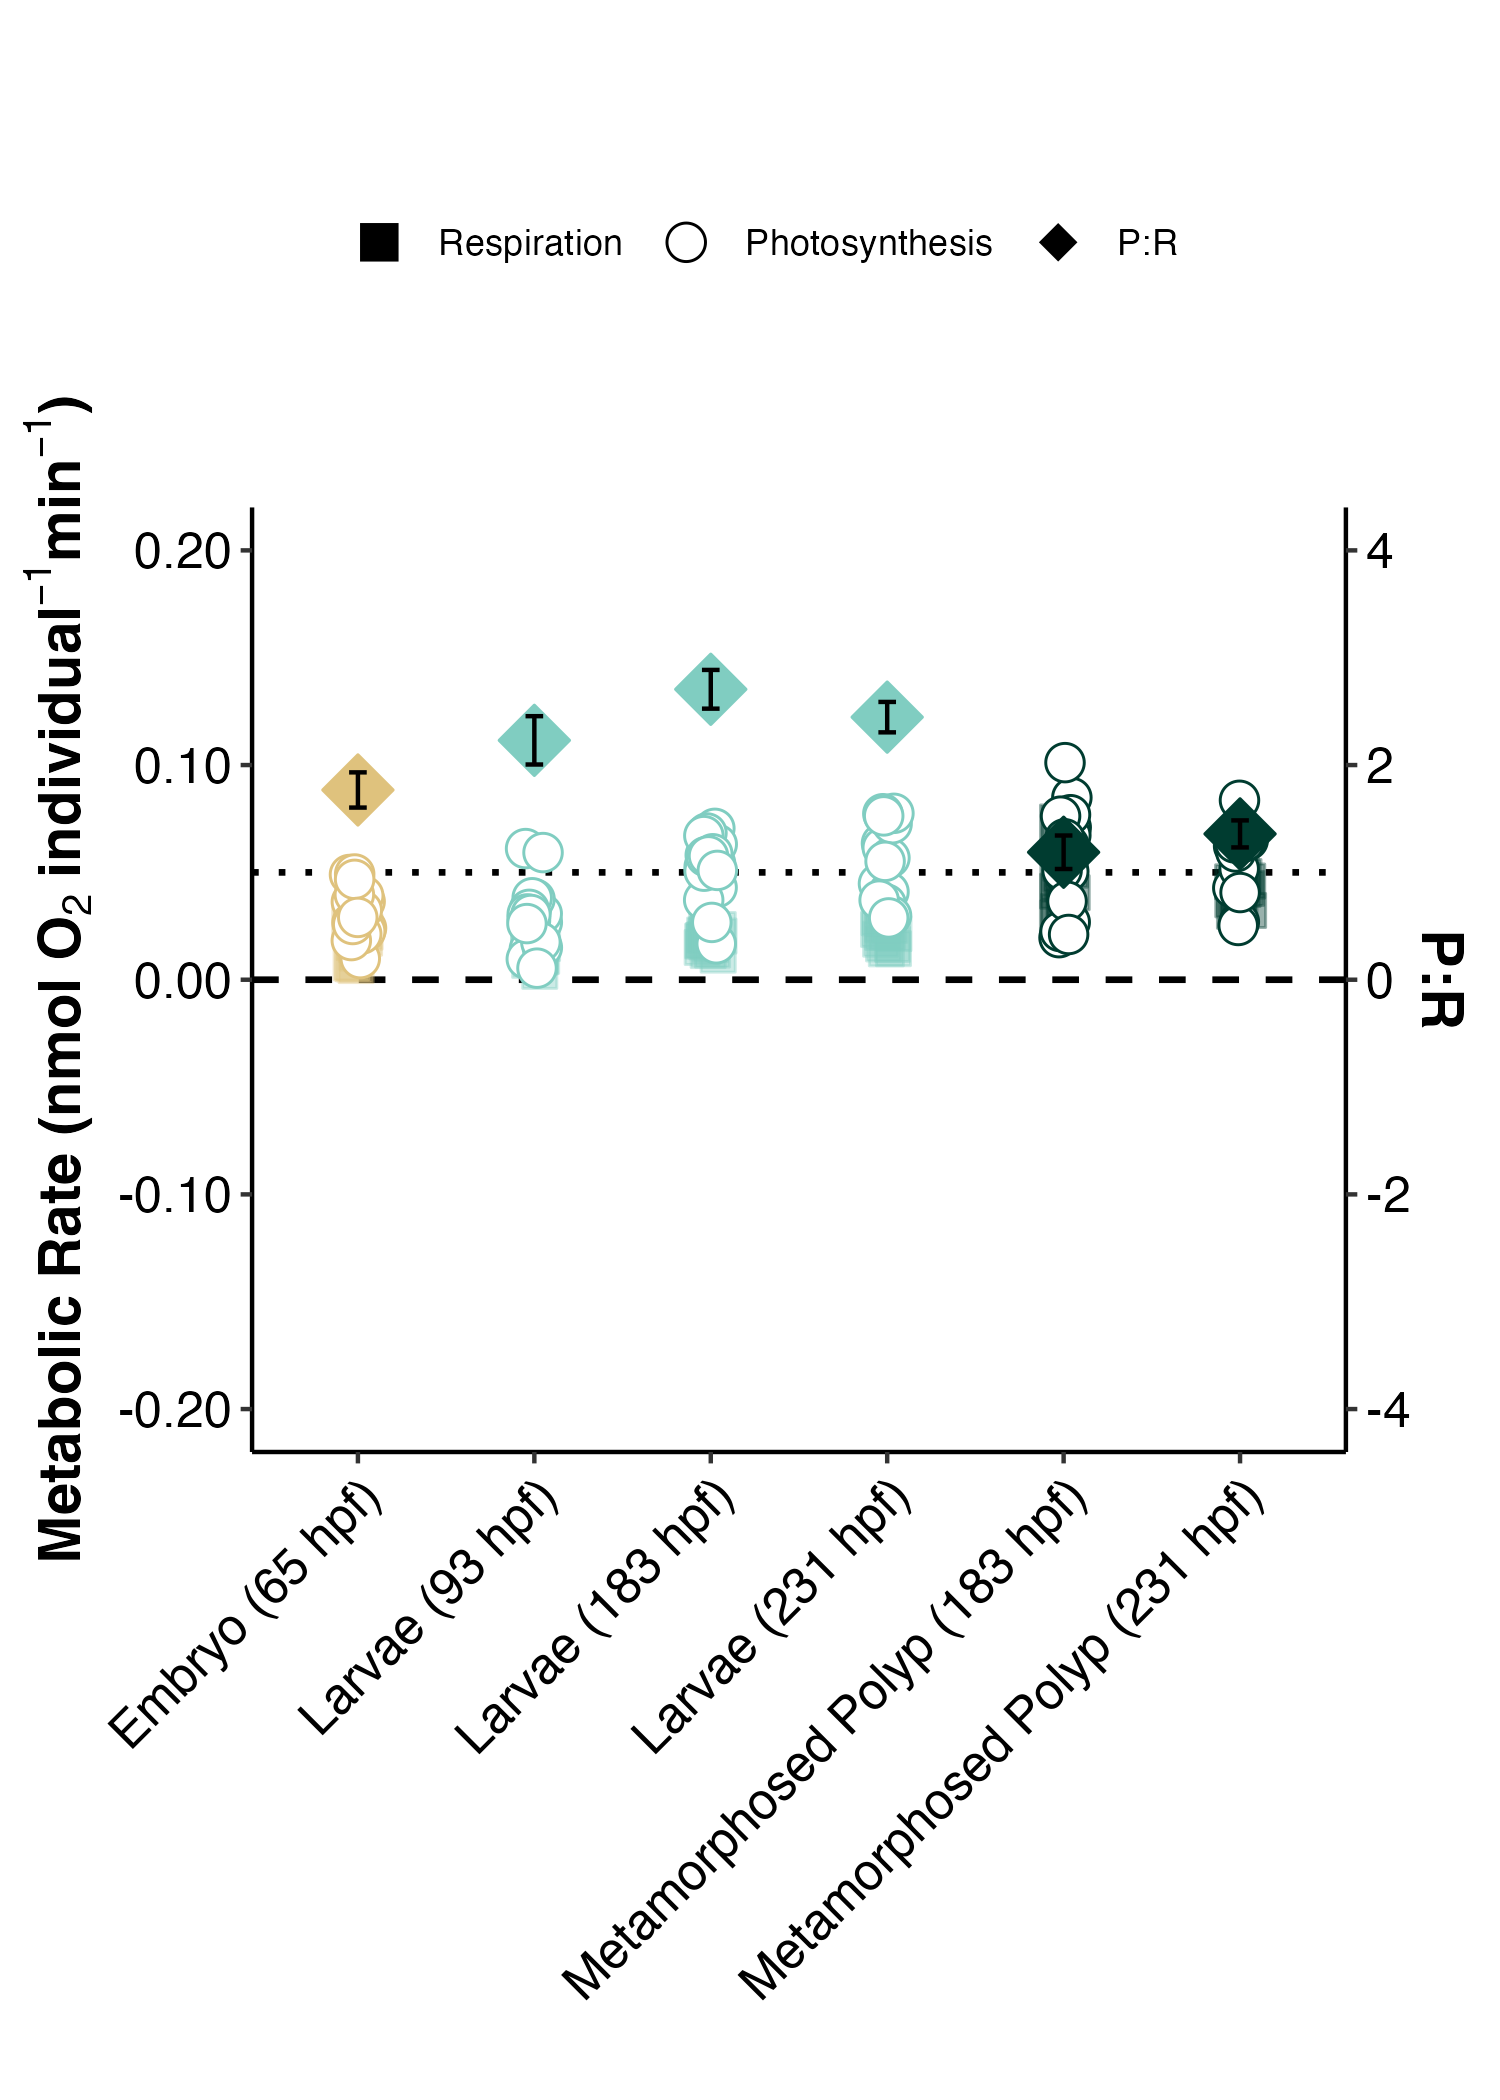 Respiration Photosynthesis P:R
Metabolic Rate (nmol O₂ individual⁻¹min⁻¹)
0.20
0.10
0.00
-0.10
-0.20
4
2
0
-2
-4
P:R
Embryo (65 hpf)
Larvae (93 hpf)
Larvae (183 hpf)
Larvae (231 hpf)
Metamorphosed Polyp (183 hpf)
Metamorphosed Polyp (231 hpf)